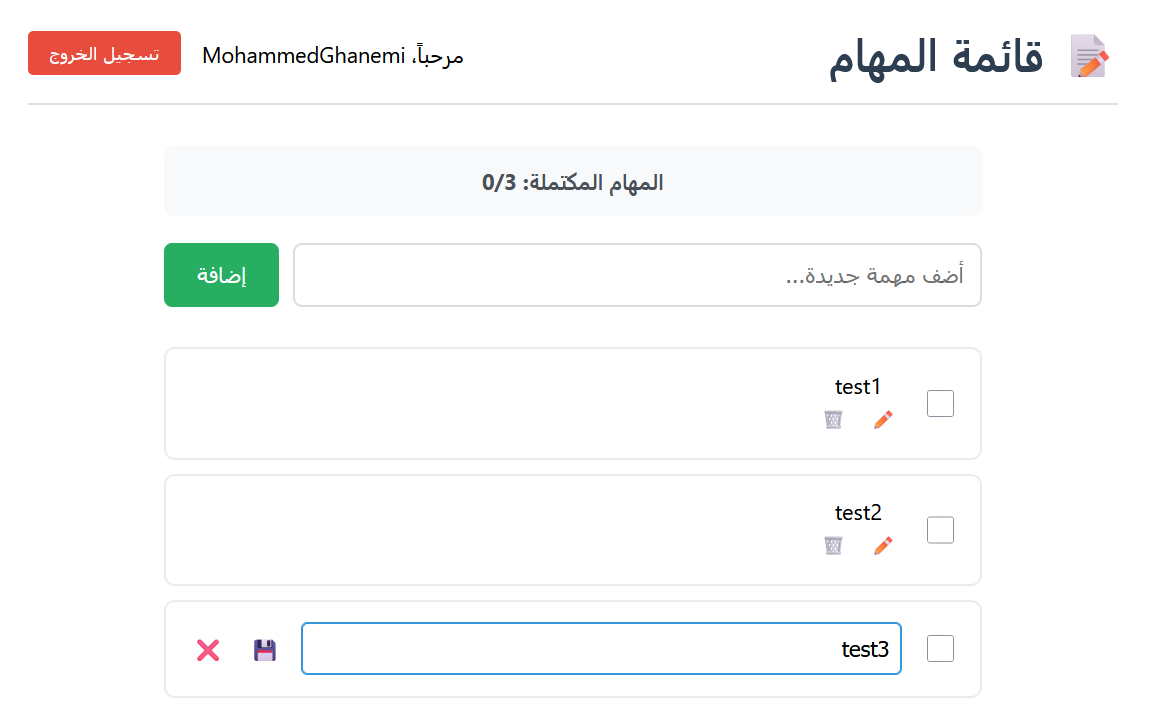 قائمة المهام
مرحباً، MohammedGhanemi
تسجيل الخروج
المهام المكتملة: 0/3
أضف مهمة جديدة...
إضافة
test1
test2
test3